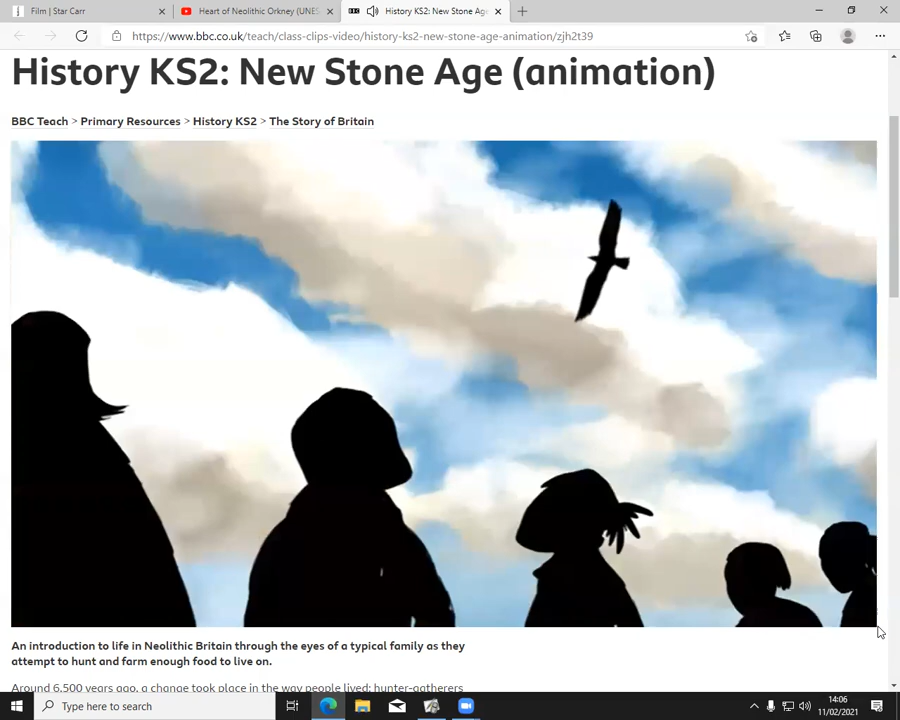 Film | Star Carr
Heart of Neolithic Orkney (UNES
History KS2: New Stone Age
https://www.bbc.co.uk/teach/class-clips-video/history-ks2-new-stone-age-animation/zjh2t39
History KS2: New Stone Age (animation)
BBC Teach > Primary Resources > History KS2 > The Story of Britain
An introduction to life in Neolithic Britain through the eyes of a typical family as they
attempt to hunt and farm enough food to live on.
Around 6,500 years ago, a change took place in the way people lived: hunter-gatherers
Type here to search
14:06
11/02/2021